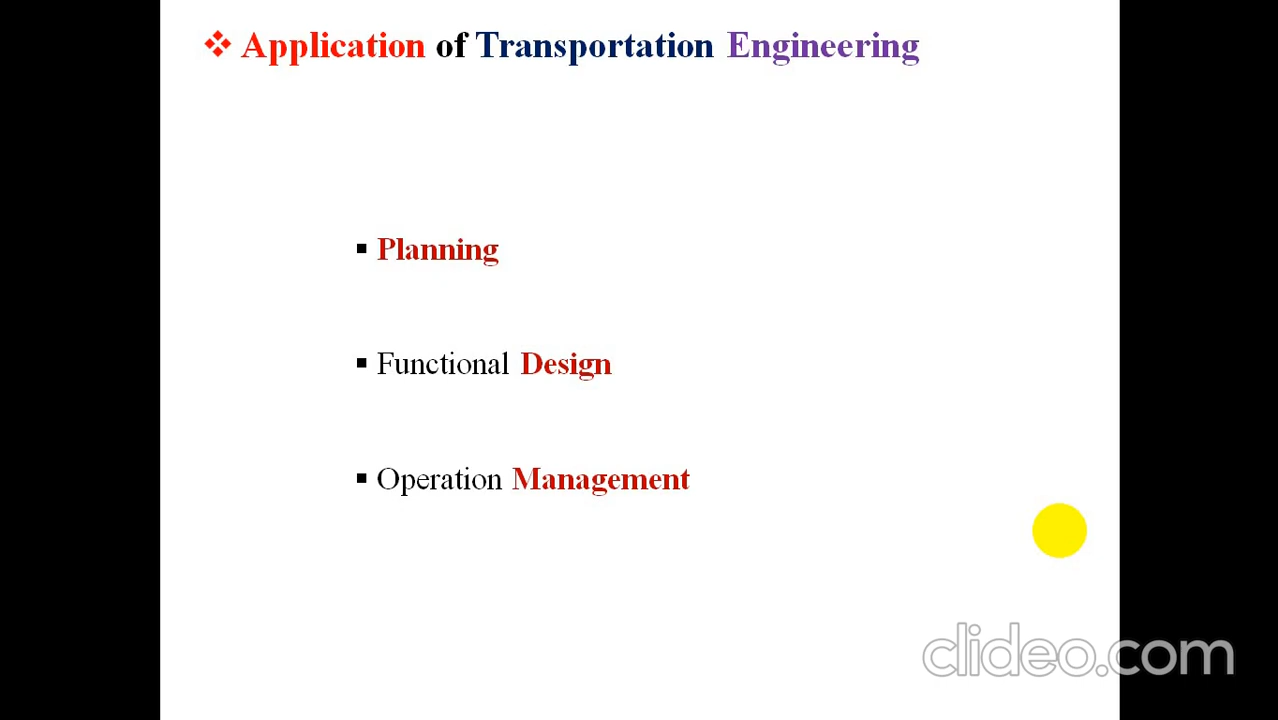 Application of Transportation Engineering
Planning
Functional Design
Operation Management
clideo.com